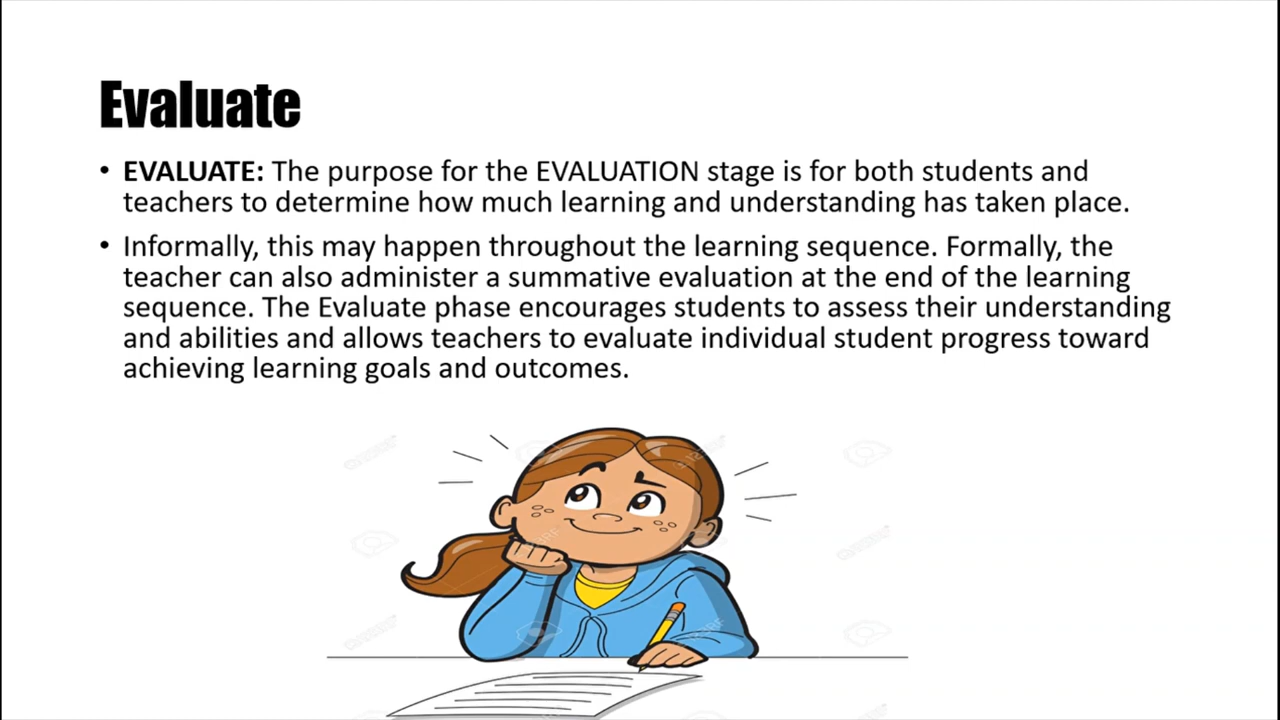 Evaluate
• EVALUATE: The purpose for the EVALUATION stage is for both students and
teachers to determine how much learning and understanding has taken place.
• Informally, this may happen throughout the learning sequence. Formally, the
teacher can also administer a summative evaluation at the end of the learning
sequence. The Evaluate phase encourages students to assess their understanding
and abilities and allows teachers to evaluate individual student progress toward
achieving learning goals and outcomes.